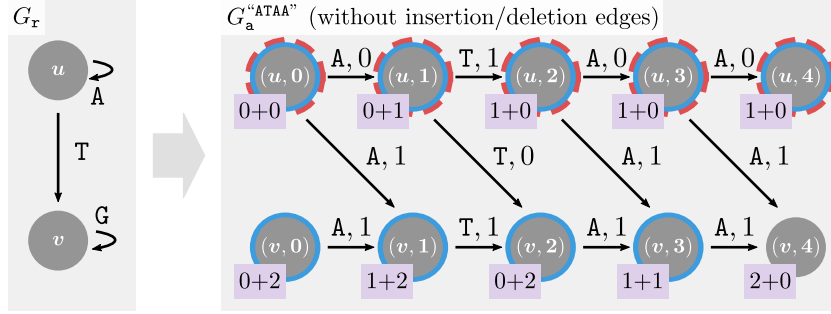 G_r
G_a^{“ATAA”} (without insertion/deletion edges)
u
A
T
v
G
(u, 0) A, 0 (u, 1) T, 1 (u, 2) A, 0 (u, 3) A, 0 (u, 4)
0+0 0+1 1+0 1+0 1+0
A, 1 T, 0 A, 1 A, 1
(v, 0) A, 1 (v, 1) T, 1 (v, 2) A, 1 (v, 3) A, 1 (v, 4)
0+2 1+2 0+2 1+1 2+0